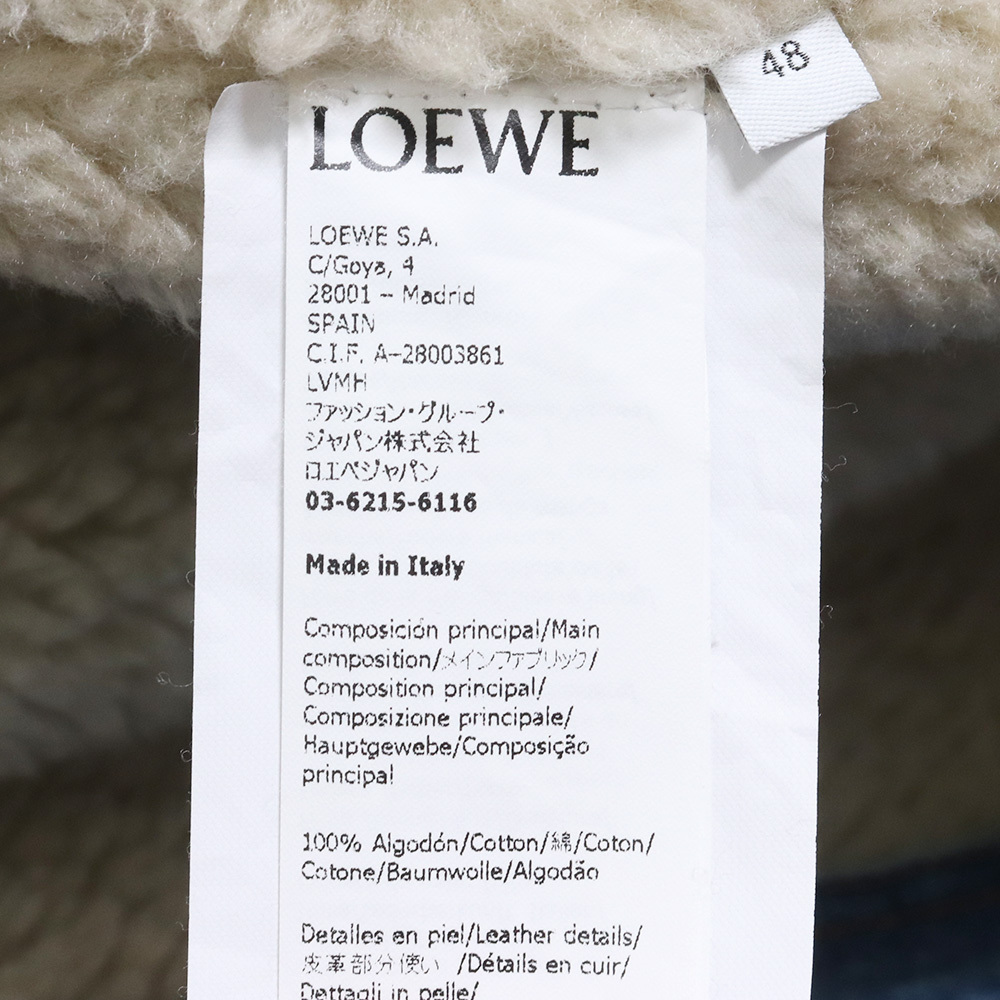 48
LOEWE
LOEWE S.A.
C/Goya, 4
28001 – Madrid
SPAIN
C.I.F. A–28003861
LVMH
ファッション・グループ・
ジャパン株式会社
ロエベジャパン
03-6215-6116
Made in Italy
Composición principal/Main
composition/メインファブリック/
Composition principal/
Composizione principale/
Hauptgewebe/Composição
principal
100% Algodón/Cotton/綿/Coton/
Cotone/Baumwolle/Algodão
Detalles en piel/Leather details/
皮革部分使い /Détails en cuir/
Dettagli in pelle/